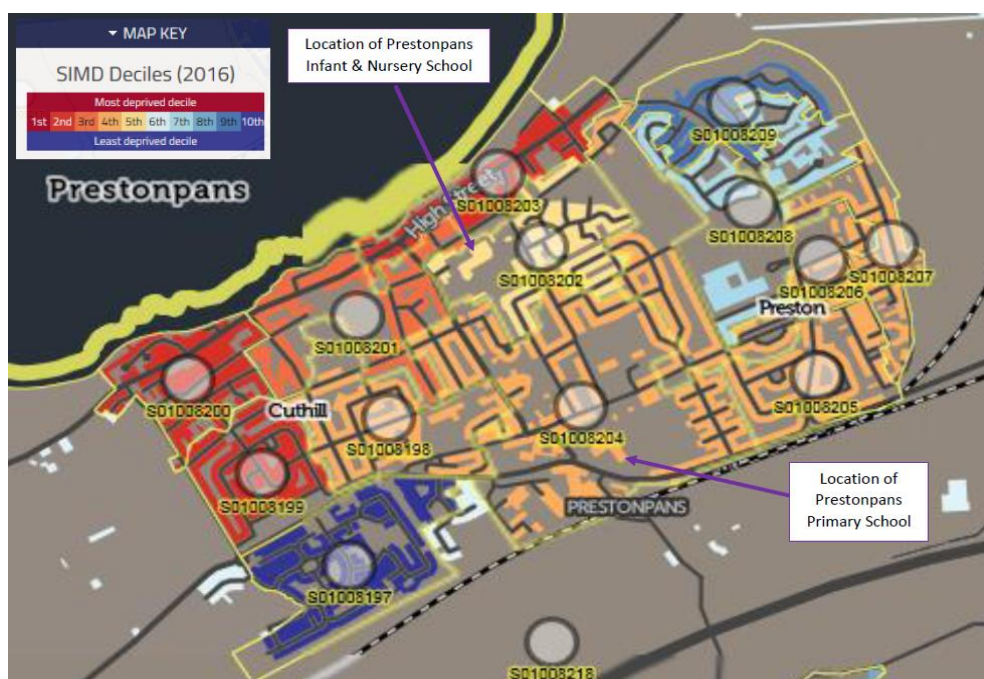 MAP KEY
SIMD Deciles (2016)
Most deprived decile
1st 2nd 3rd 4th 5th 6th 7th 8th 9th 10th
Least deprived decile
Location of Prestonpans
Infant & Nursery School
Prestonpans
High Street
S01008209
S01008203
S01008208
S01008202
S01008206
S01008207
Preston
S01008201
S01008200
Cuthill
S01008198
S01008204
S01008205
S01008199
PRESTONPANS
Location of
Prestonpans
Primary School
S01008197
S01008218